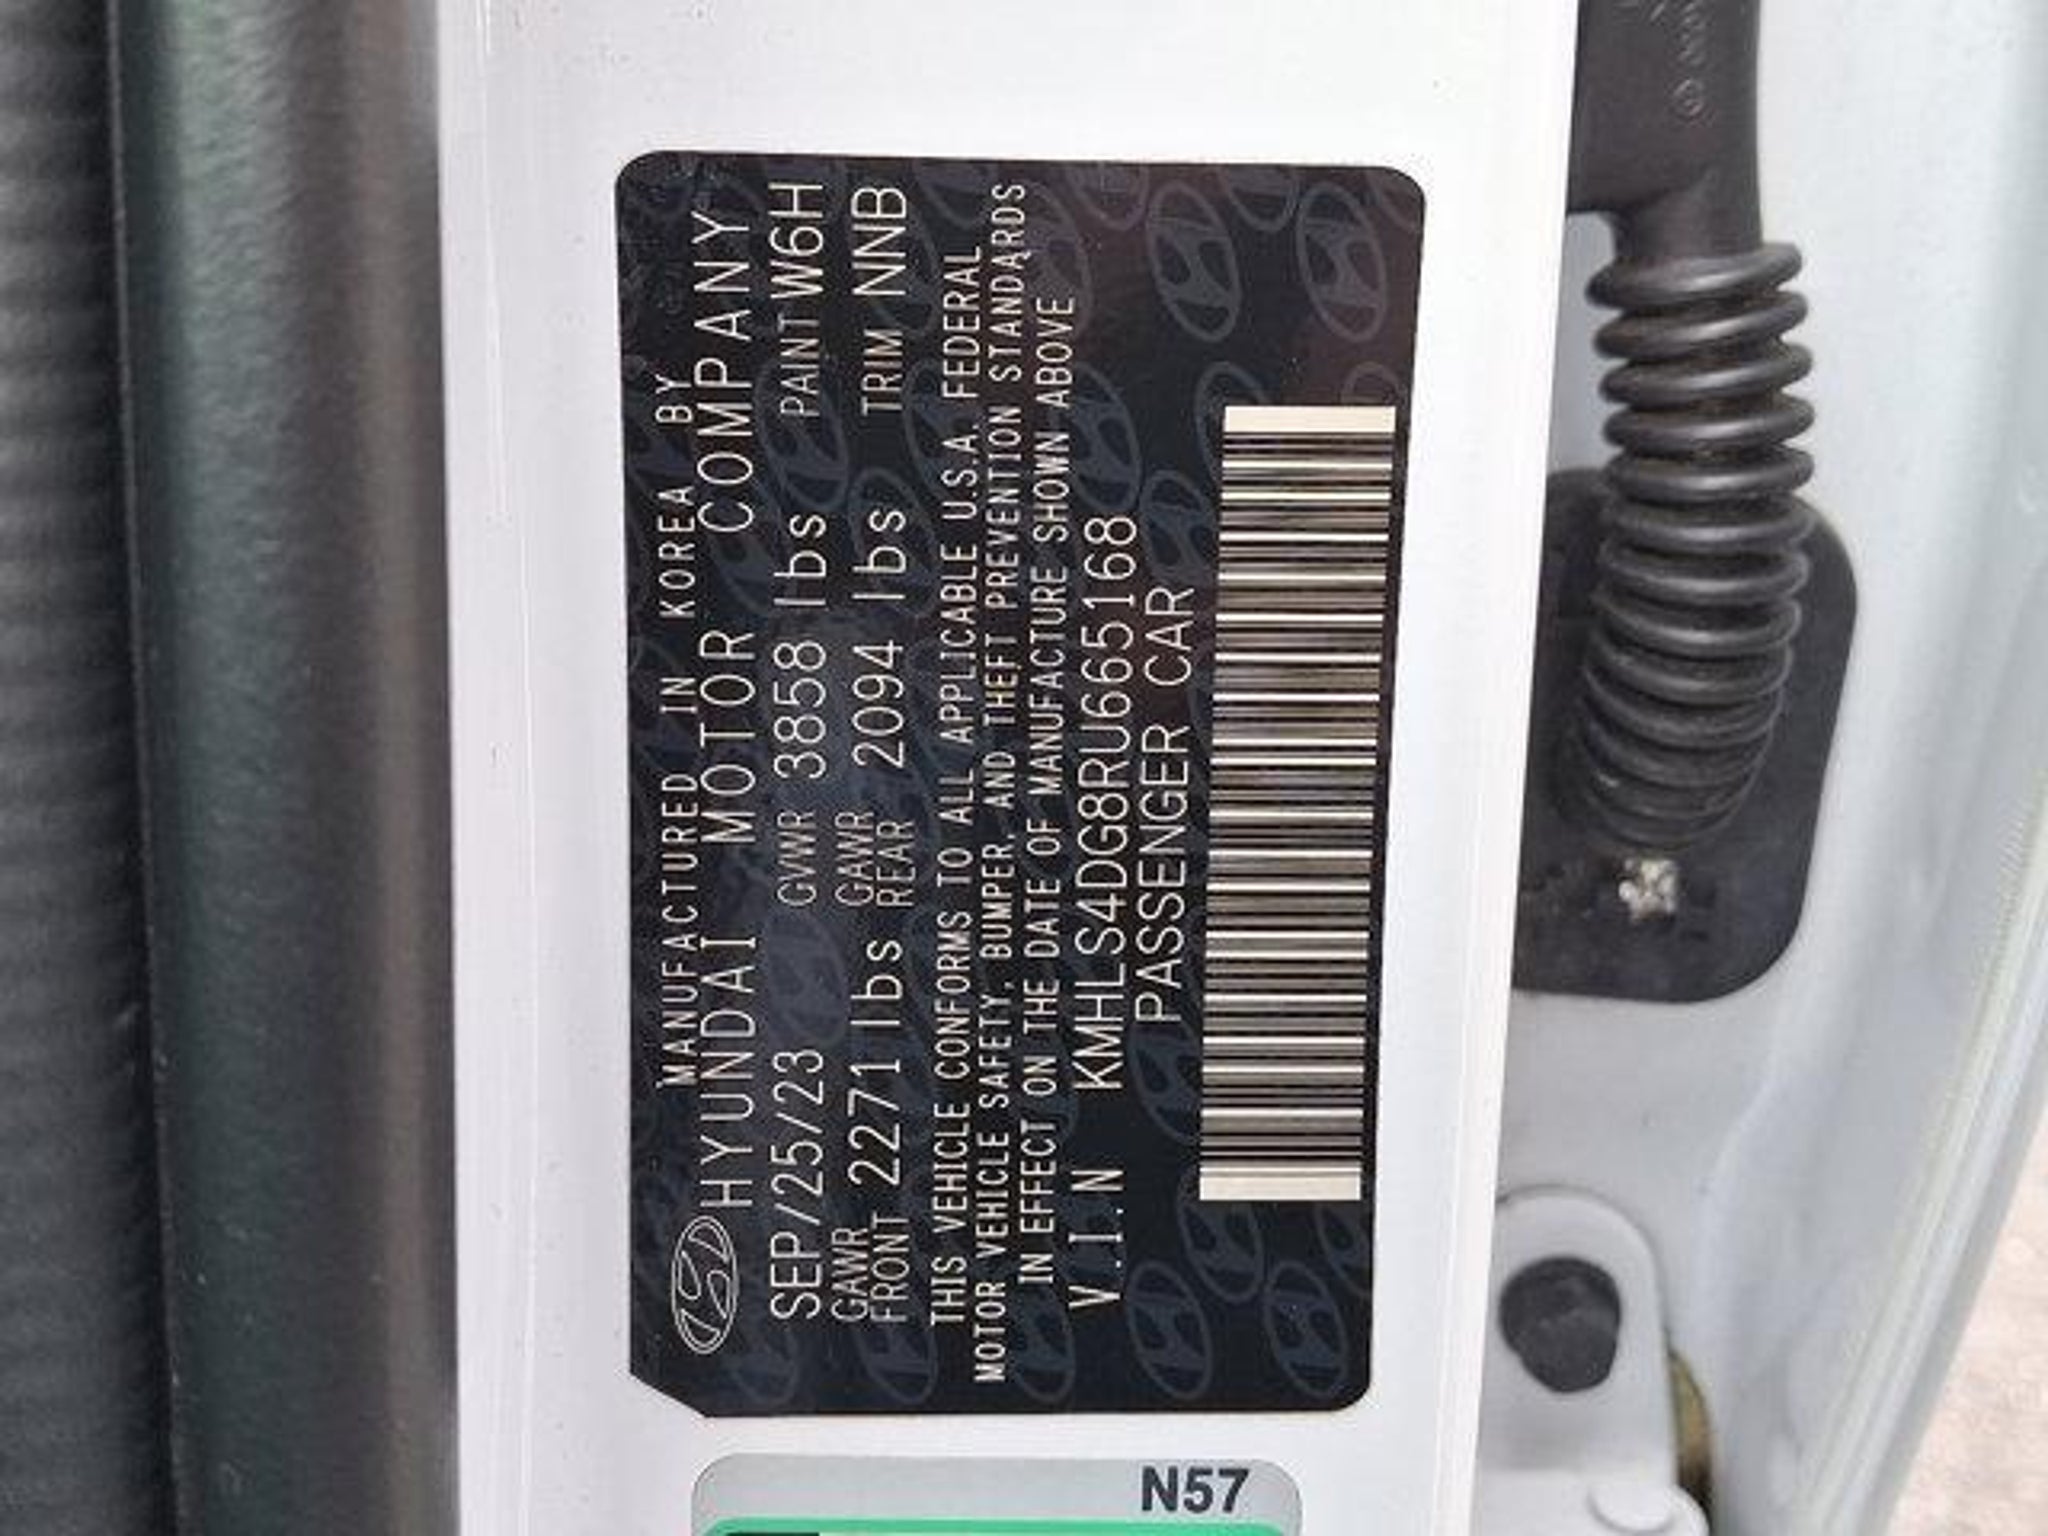 MANUFACTURED IN KOREA BY
HYUNDAI MOTOR COMPANY
SEP/25/23 GVWR 3858 lbs PAINT W6H
GAWR FRONT 2271 lbs GAWR REAR 2094 lbs TRIM NNB
THIS VEHICLE CONFORMS TO ALL APPLICABLE U.S.A. FEDERAL
MOTOR VEHICLE SAFETY, BUMPER, AND THEFT PREVENTION STANDARDS
IN EFFECT ON THE DATE OF MANUFACTURE SHOWN ABOVE
V.I.N KMHLS4DG8RU665168
PASSENGER CAR
N57